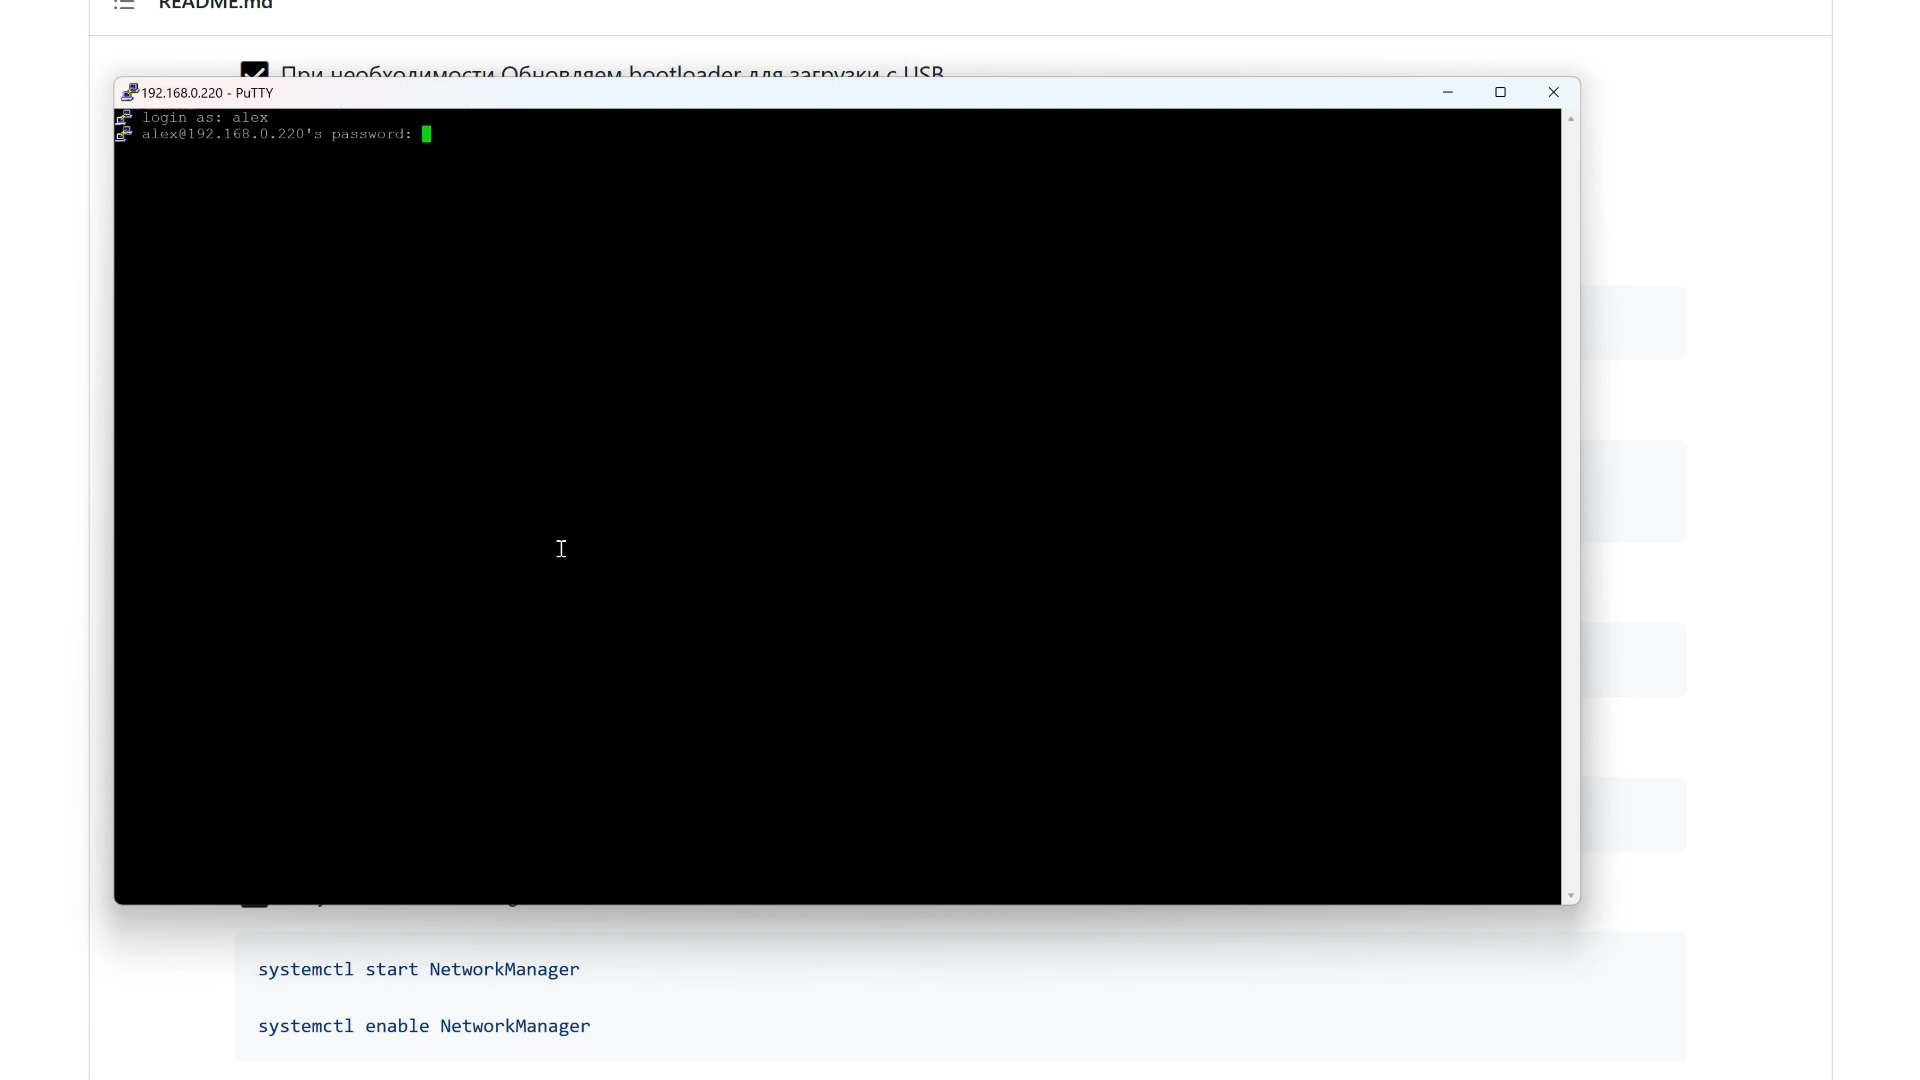 README.md
При необходимости Обновляем bootloader для загрузки с USB
192.168.0.220 - PuTTY
login as: alex
alex@192.168.0.220's password:
systemctl start NetworkManager
systemctl enable NetworkManager